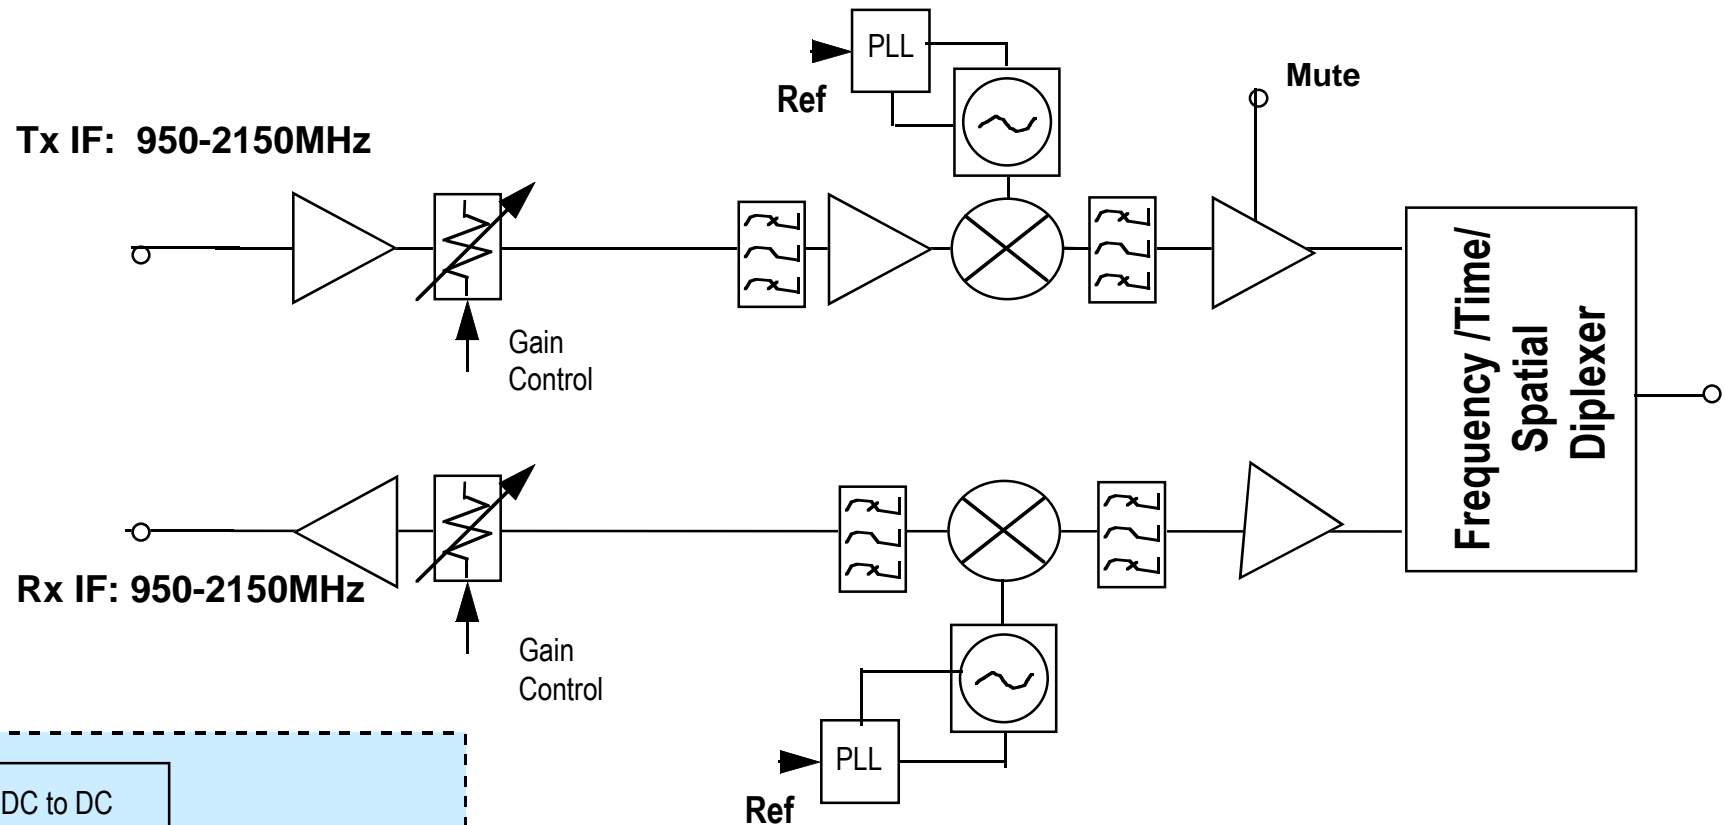 PLL
Ref
Mute
Tx IF: 950-2150MHz
Gain
Control
Frequency /Time/
Spatial
Diplexer
Rx IF: 950-2150MHz
Gain
Control
PLL
Ref
DC to DC